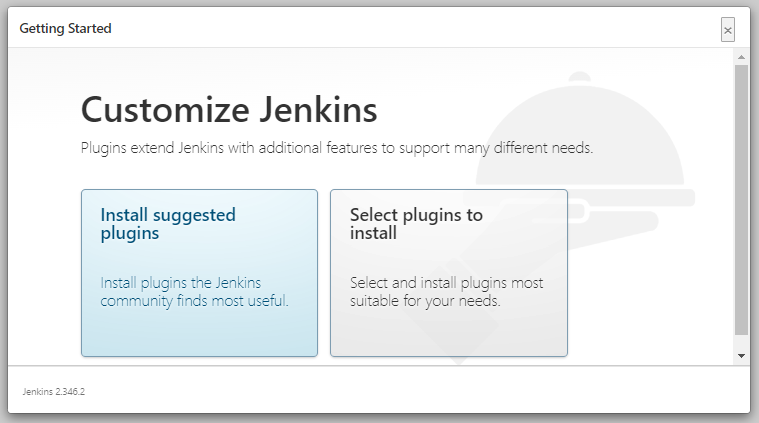 Getting Started
×
Customize Jenkins
Plugins extend Jenkins with additional features to support many different needs.
Install suggested
plugins
Install plugins the Jenkins
community finds most useful.
Select plugins to
install
Select and install plugins most
suitable for your needs.
Jenkins 2.346.2